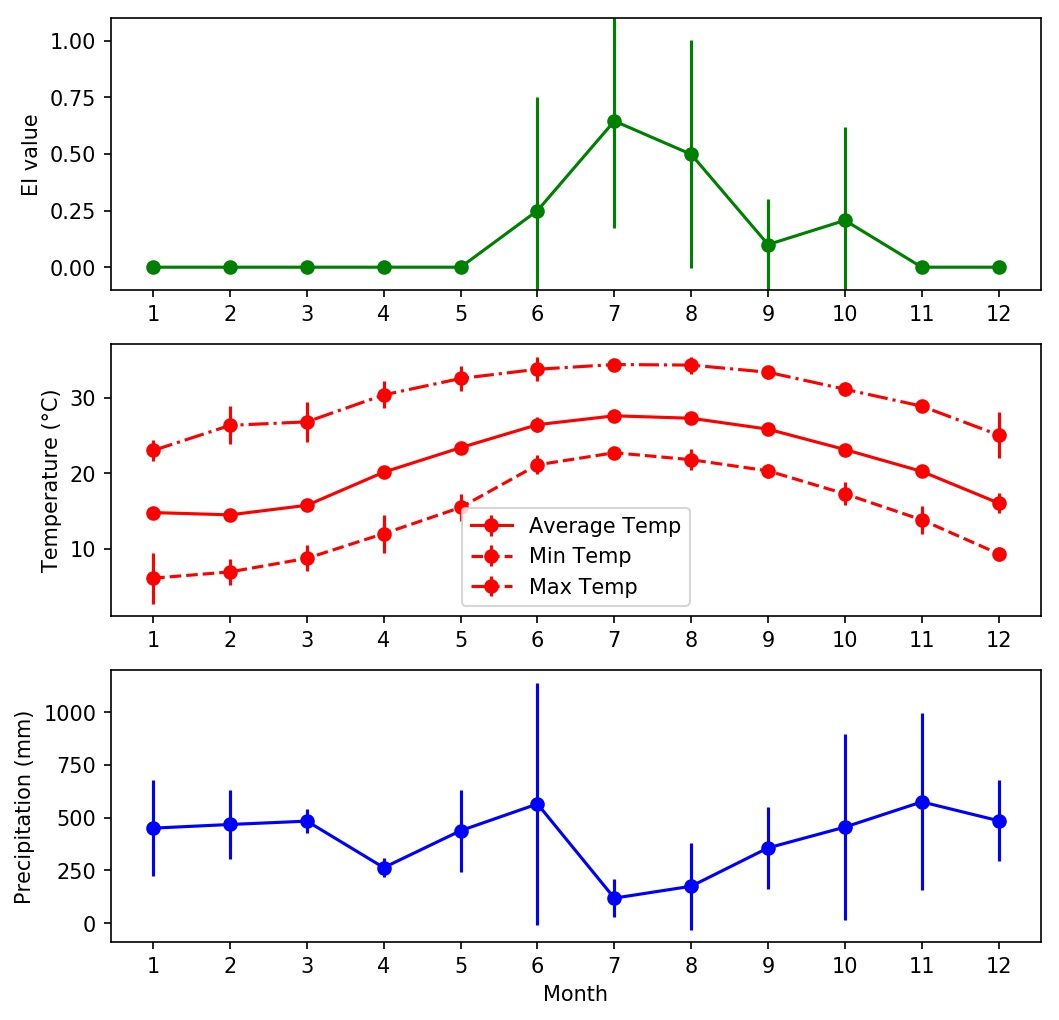 1.00
0.75
0.50
0.25
0.00
EI value
1 2 3 4 5 6 7 8 9 10 11 12
30
20
10
Temperature (°C)
Average Temp
Min Temp
Max Temp
1 2 3 4 5 6 7 8 9 10 11 12
1000
750
500
250
0
Precipitation (mm)
1 2 3 4 5 6 7 8 9 10 11 12
Month